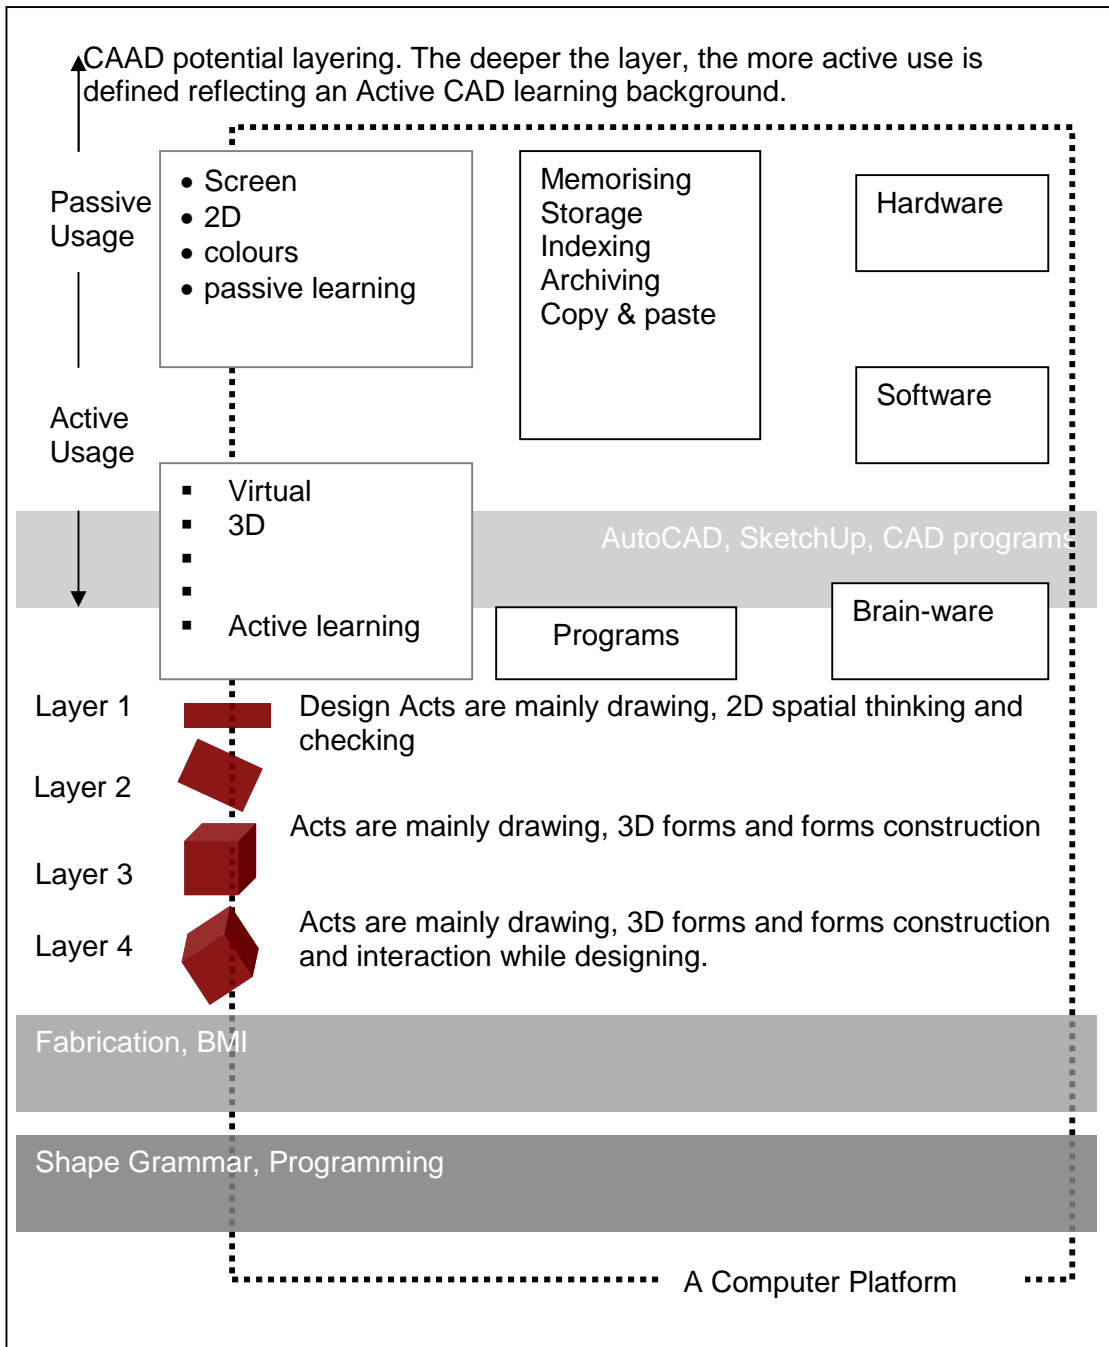 CAAD potential layering. The deeper the layer, the more active use is
defined reflecting an Active CAD learning background.
Passive
Usage
• Screen
• 2D
• colours
• passive learning
Memorising
Storage
Indexing
Archiving
Copy & paste
Hardware
Software
Active
Usage
▪ Virtual
▪ 3D
▪
▪
▪ Active learning
AutoCAD, SketchUp, CAD programs
Programs
Brain-ware
Layer 1
Design Acts are mainly drawing, 2D spatial thinking and
checking
Layer 2
Acts are mainly drawing, 3D forms and forms construction
Layer 3
Layer 4
Acts are mainly drawing, 3D forms and forms construction
and interaction while designing.
Fabrication, BMI
Shape Grammar, Programming
A Computer Platform